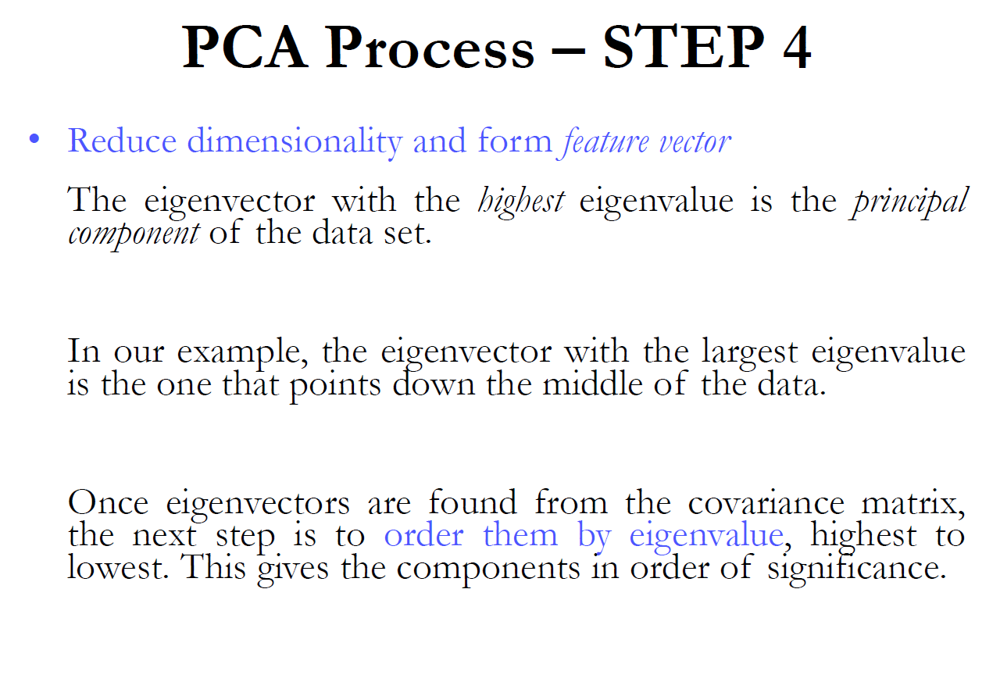 PCA Process – STEP 4
• Reduce dimensionality and form feature vector
The eigenvector with the highest eigenvalue is the principal
component of the data set.
In our example, the eigenvector with the largest eigenvalue
is the one that points down the middle of the data.
Once eigenvectors are found from the covariance matrix,
the next step is to order them by eigenvalue, highest to
lowest. This gives the components in order of significance.